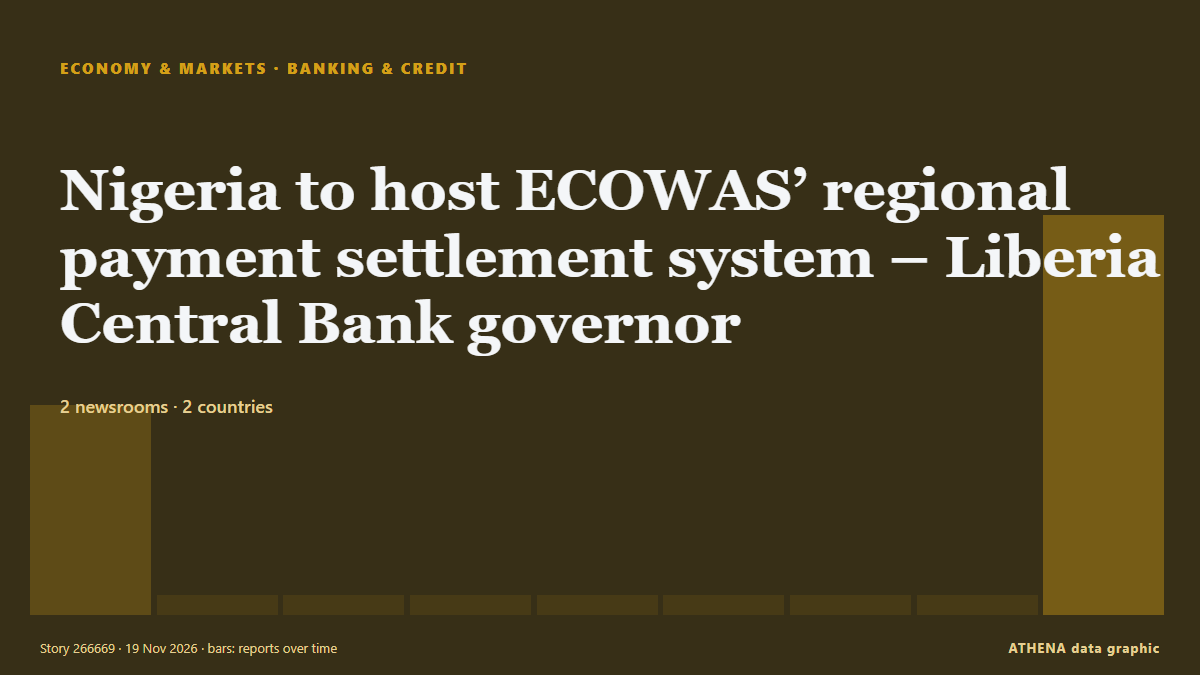 ECONOMY & MARKETS · BANKING & CREDIT
Nigeria to host ECOWAS’ regional
payment settlement system – Liberia
Central Bank governor
2 newsrooms · 2 countries
Story 266669 · 19 Nov 2026 · bars: reports over time
ATHENA data graphic